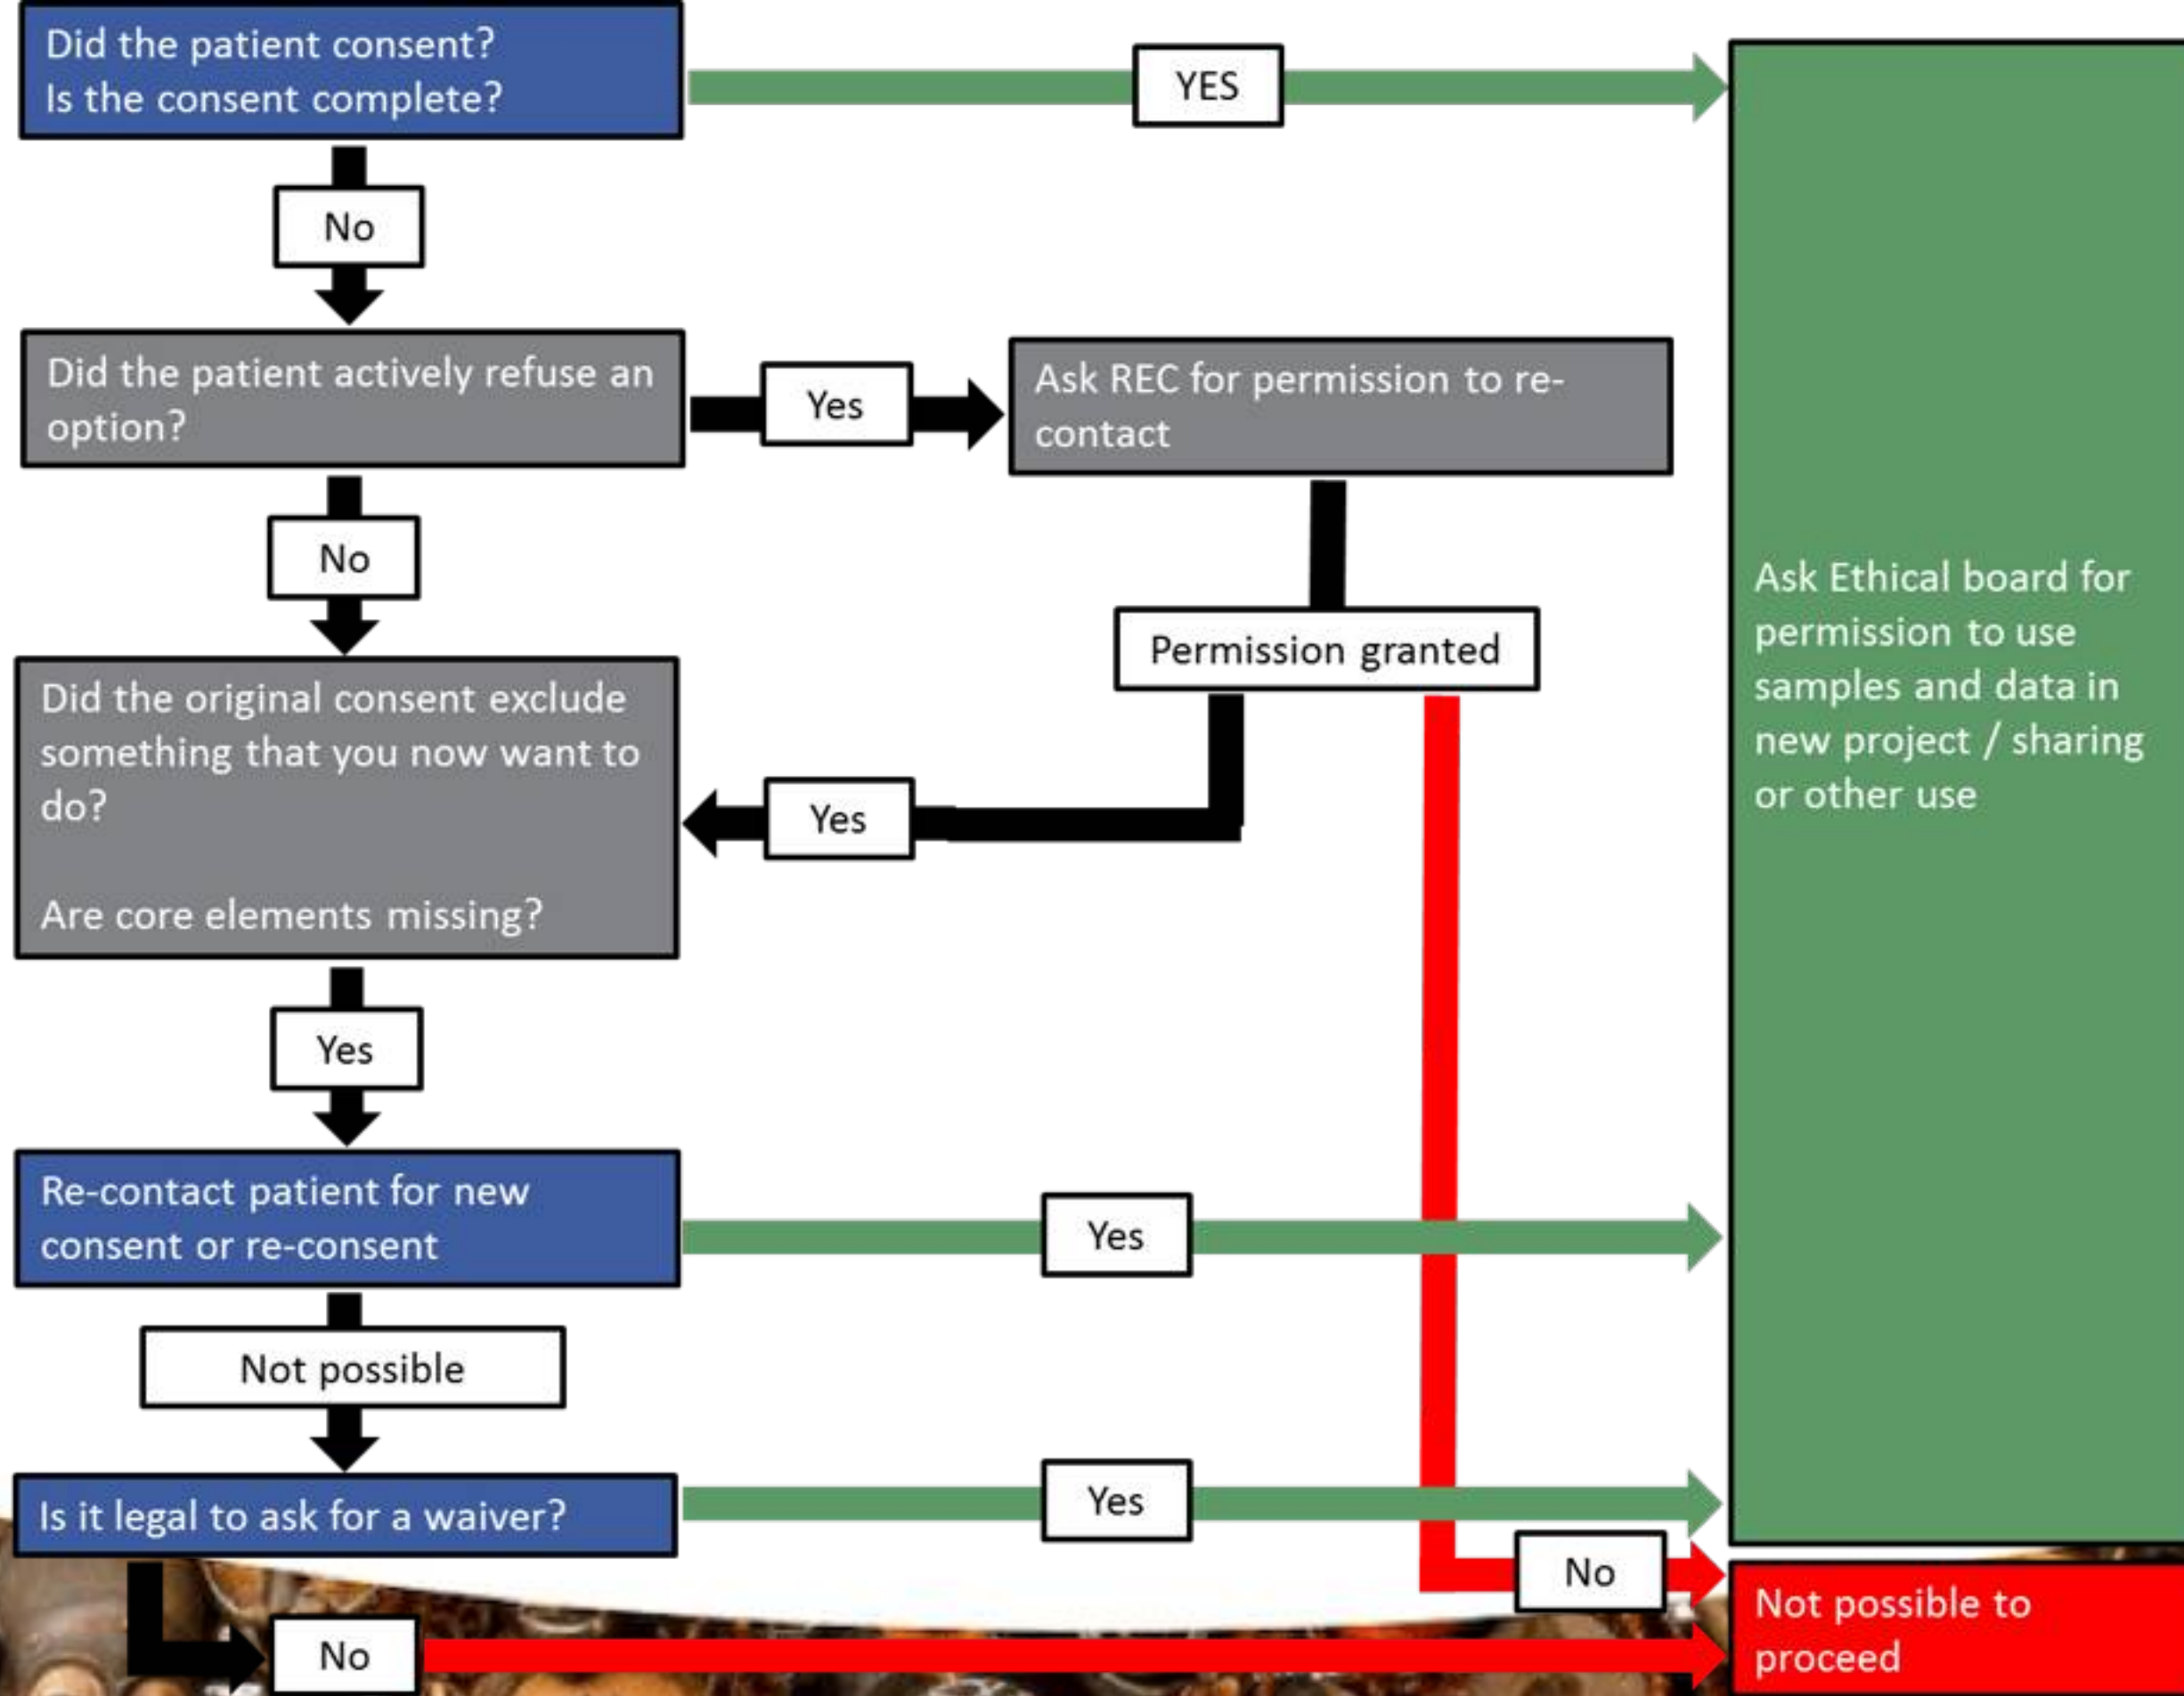 Did the patient consent?
Is the consent complete?
YES
No
Did the patient actively refuse an
option?
Yes
Ask REC for permission to re-
contact
No
Permission granted
Did the original consent exclude
something that you now want to
do?
Are core elements missing?
Yes
Yes
Re-contact patient for new
consent or re-consent
Yes
Not possible
Is it legal to ask for a waiver?
Yes
No
No
Ask Ethical board for
permission to use
samples and data in
new project / sharing
or other use
Not possible to
proceed